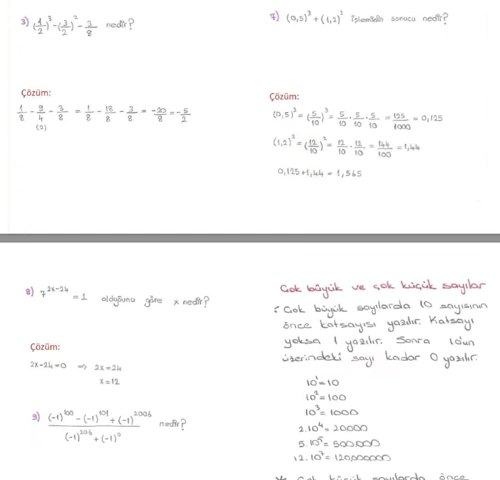 3) (1/2)³-(3/2)²-3/8 nedir?
Çözüm:
1/8 - 9/4 - 3/8 = 1/8 - 18/8 - 3/8 = -20/8 = -5/2
(2)
7) (0,5)³+(1,2)² işleminin sonucu nedir?
Çözüm:
(0,5)³=(5/10)³= 5/10 . 5/10 . 5/10 = 125/1000 = 0,125
(1,2)²=(12/10)²= 12/10 . 12/10 = 144/100 = 1,44
0,125+1,44 = 1,565
8) 7^(2x-24) =1 olduğuna göre x nedir?
Çözüm:
2x-24=0 ⇒ 2x=24
x=12
9) ((-1)^100-(-1)^101+(-1)^2006)/((-1)^206+(-1)^0) nedir?
Çok büyük ve çok küçük sayılar
: Çok büyük sayılarda 10 sayısının
önce katsayısı yazılır. Katsayı
yoksa 1 yazılır. Sonra 10'un
üzerindeki sayı kadar 0 yazılır.
10¹=10
10²=100
10³=1000
2.10⁴=20000
5.10⁵=500.000
12.10⁷=120000000
* Çok küçük sayılarda önce